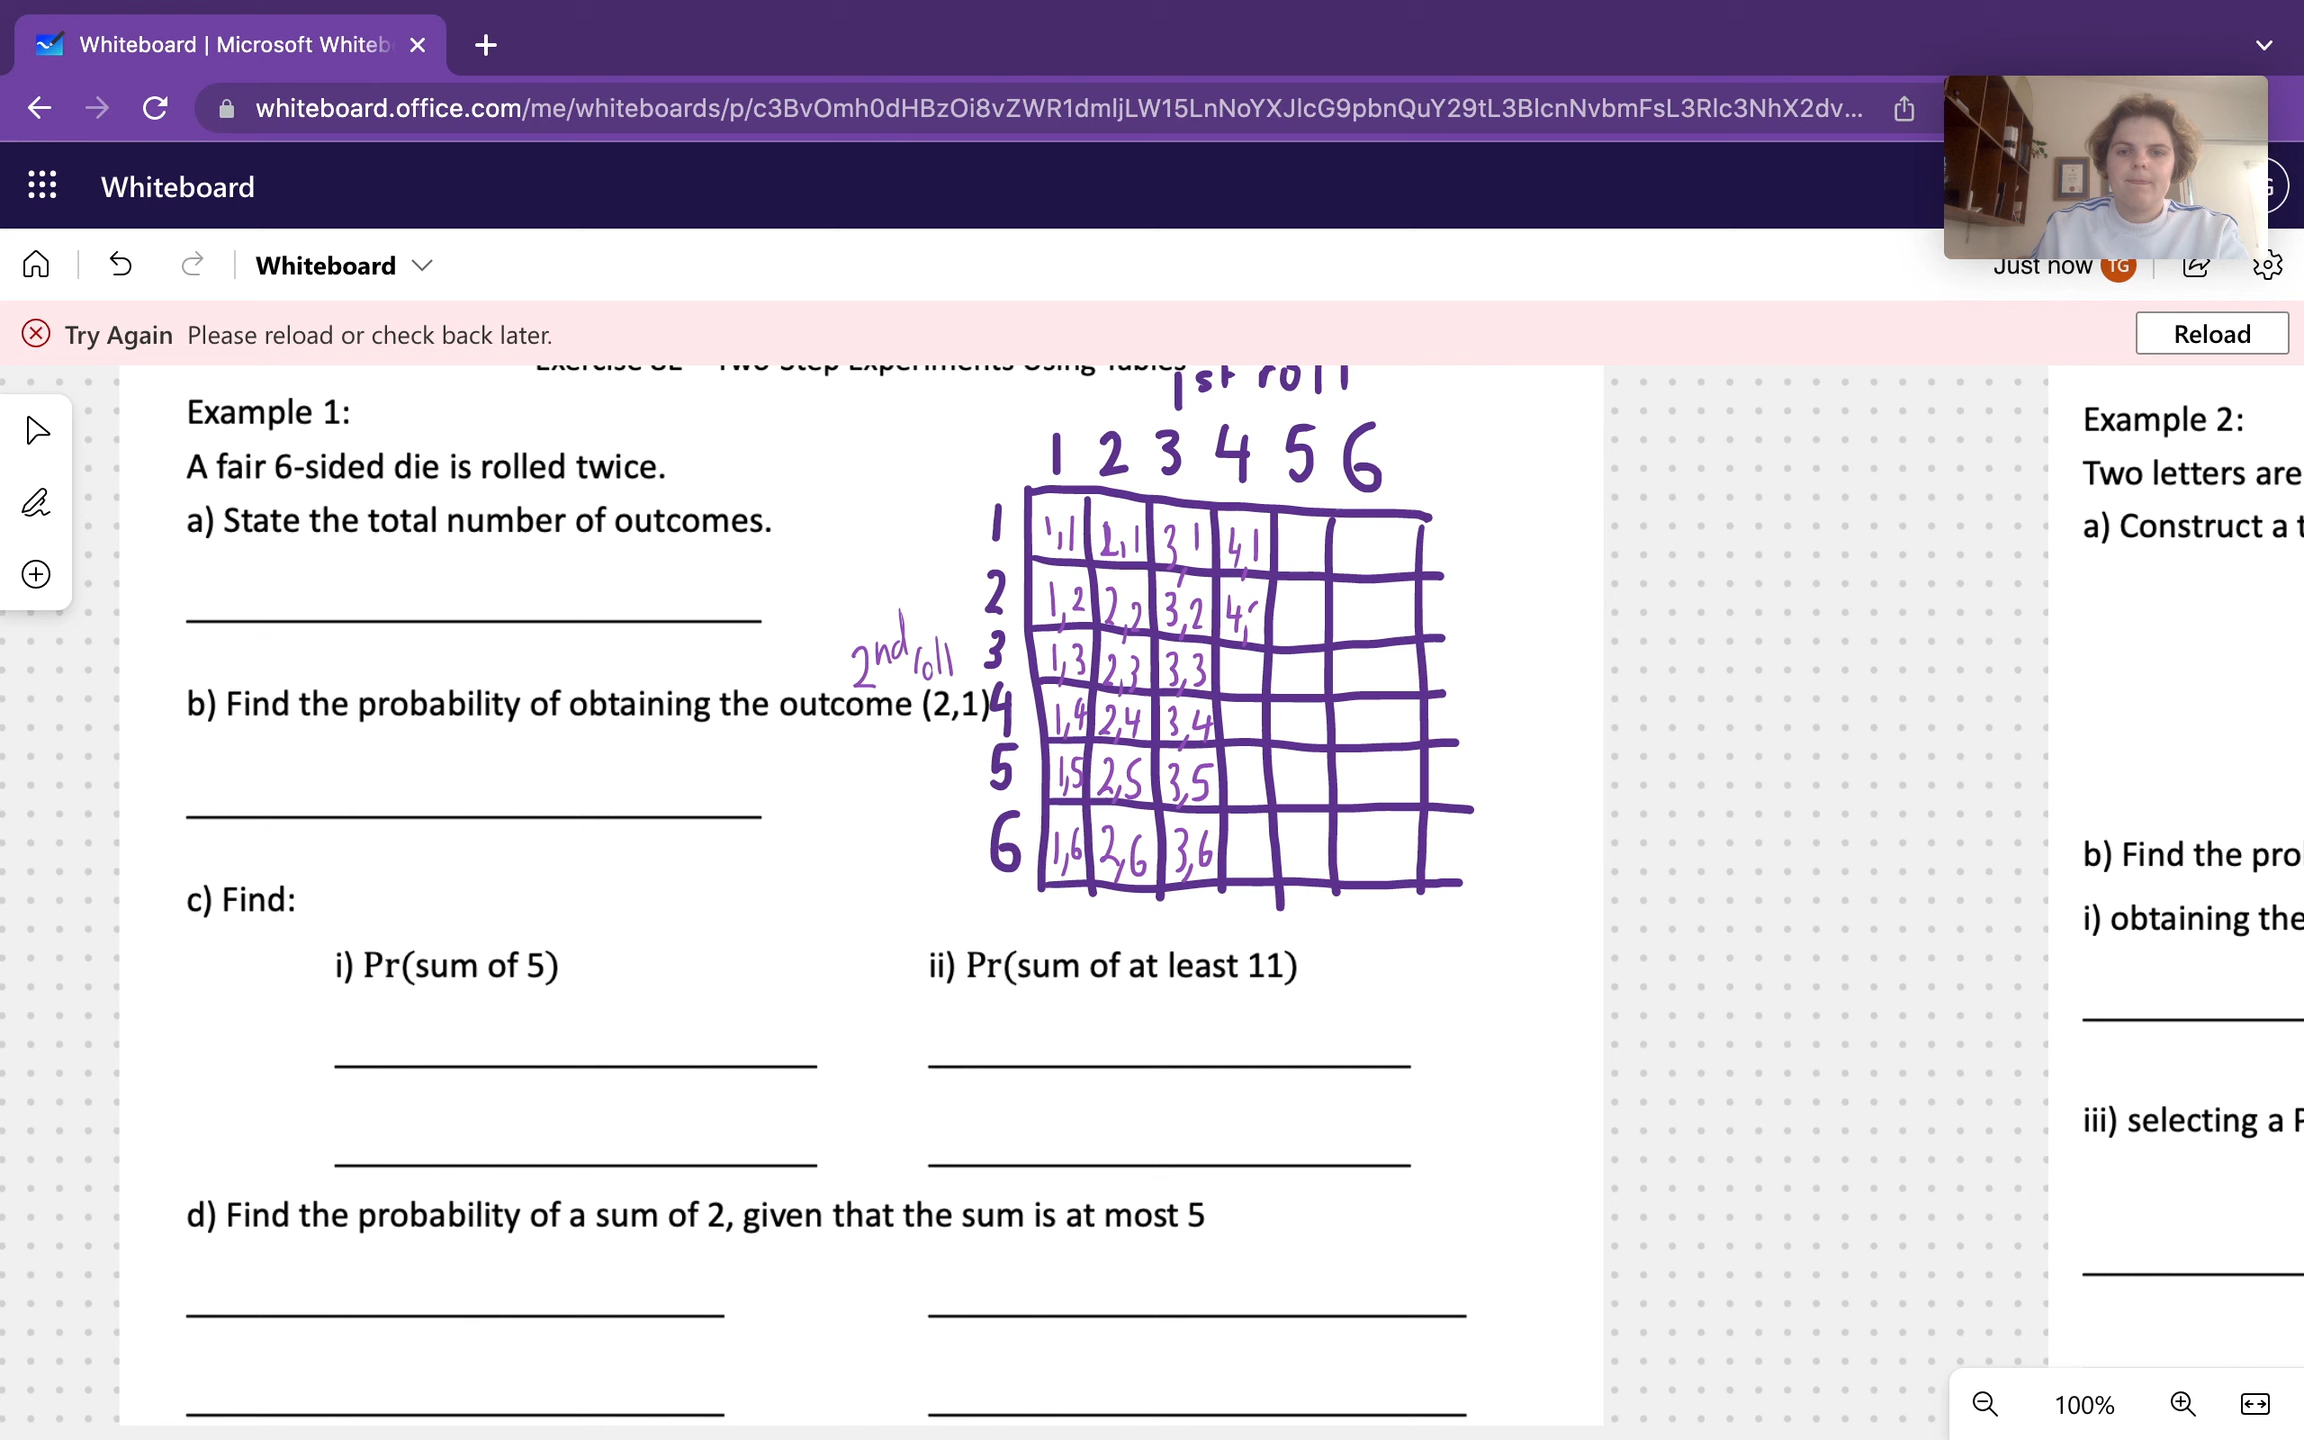 Whiteboard | Microsoft Whiteb
whiteboard.office.com/me/whiteboards/p/c3BvOmh0dHBzOi8vZWR1dmljLW15LnNoYXJlcG9pbnQuY29tL3BlcnNvbmFsL3Rlc3NhX2dv...
Whiteboard
Whiteboard
Just now TG
Try Again Please reload or check back later.
Reload
Two Step Experiments Using Tables
1st roll
Example 1:
A fair 6-sided die is rolled twice.
a) State the total number of outcomes.
1 2 3 4 5 6
1 1,1 2,1 3,1 4,1
2 1,2 2,2 3,2 4,
2nd roll
3 1,3 2,3 3,3
b) Find the probability of obtaining the outcome (2,1)
4 1,4 2,4 3,4
5 1,5 2,5 3,5
6 1,6 2,6 3,6
c) Find:
i) Pr(sum of 5)
ii) Pr(sum of at least 11)
d) Find the probability of a sum of 2, given that the sum is at most 5
Example 2:
Two letters are
a) Construct a t
b) Find the pro
i) obtaining the
iii) selecting a P
100%